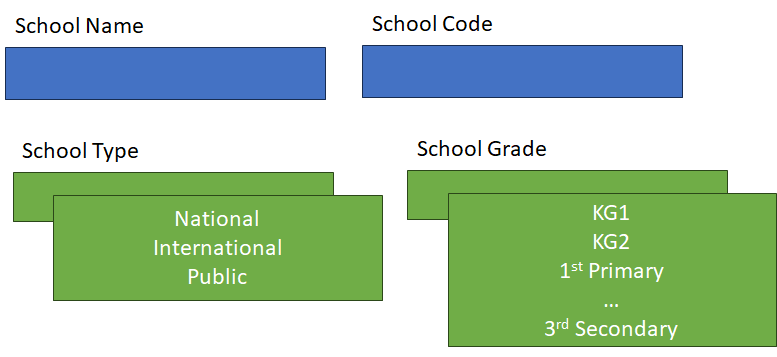 School Name
School Code
School Type
National
International
Public
School Grade
KG1
KG2
1st Primary
...
3rd Secondary